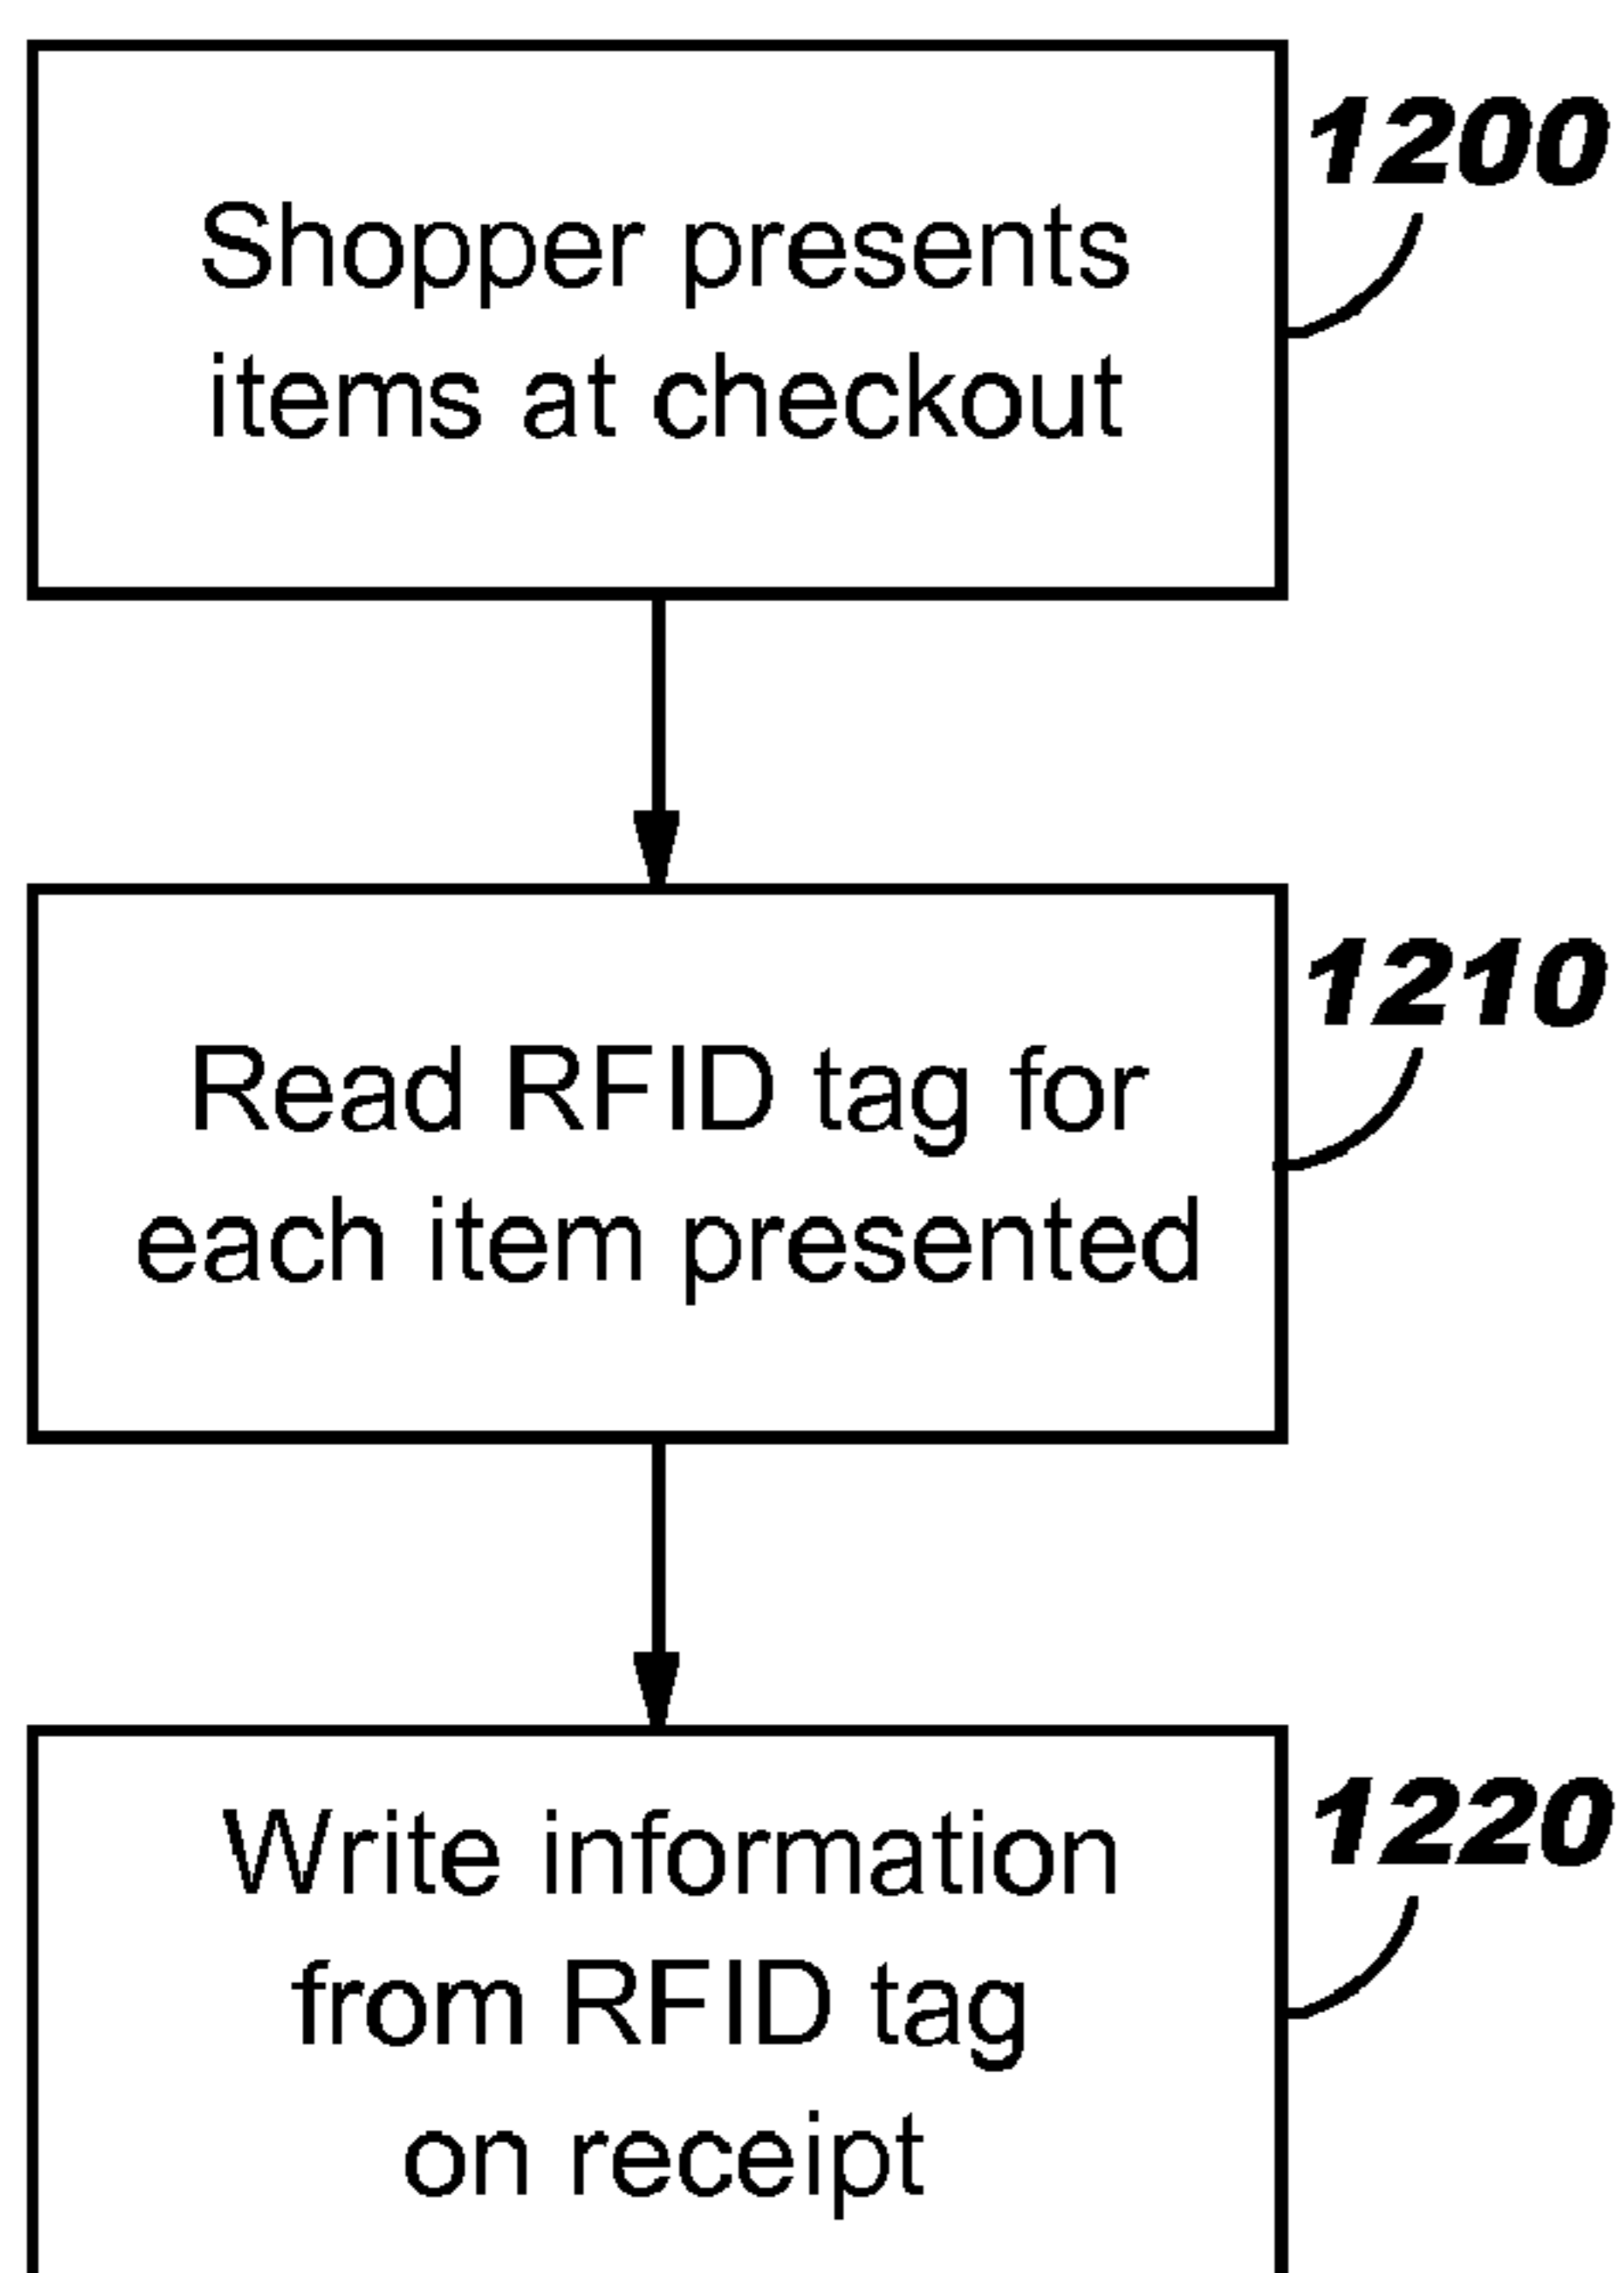 1200
Shopper presents
items at checkout
1210
Read RFID tag for
each item presented
1220
Write information
from RFID tag
on receipt